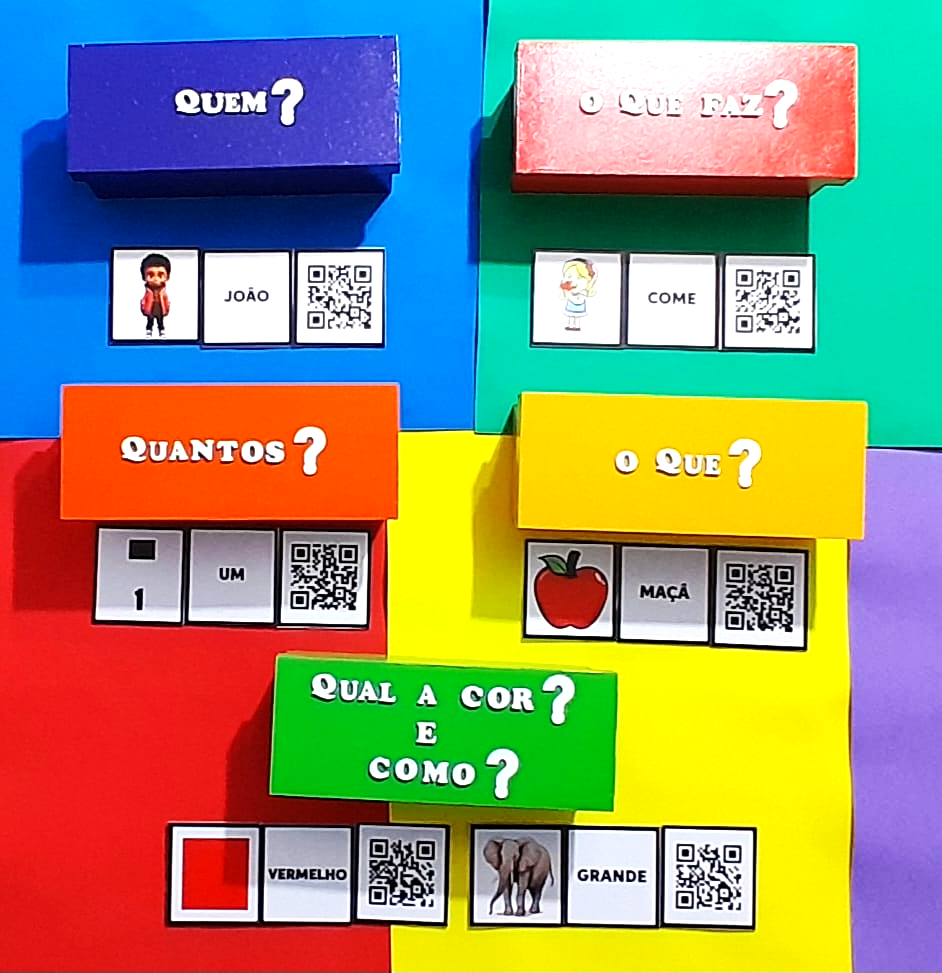 QUEM?
O QUE FAZ?
JOÃO
COME
QUANTOS?
O QUE?
1
UM
MAÇÃ
QUAL A COR?
E
COMO?
VERMELHO
GRANDE